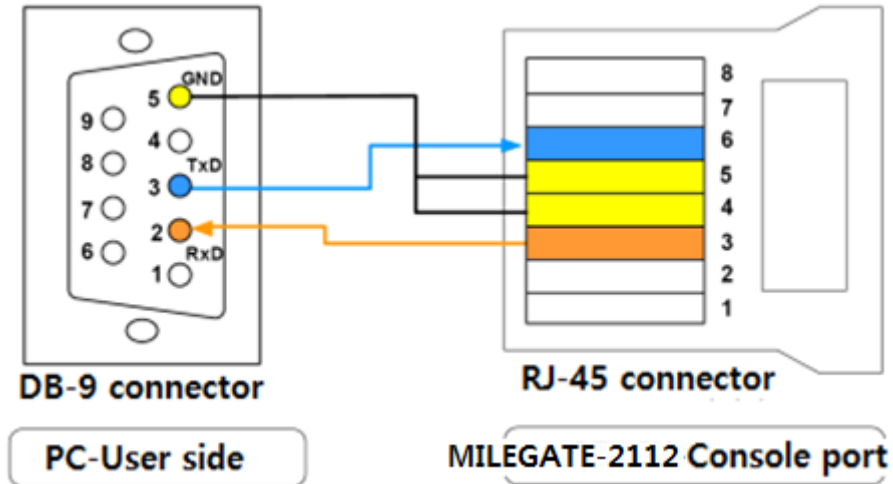 GND
5
9
4
TxD
8
3
7
2
RxD
6
1
8
7
6
5
4
3
2
1
DB-9 connector
RJ-45 connector
PC-User side
MILEGATE-2112 Console port